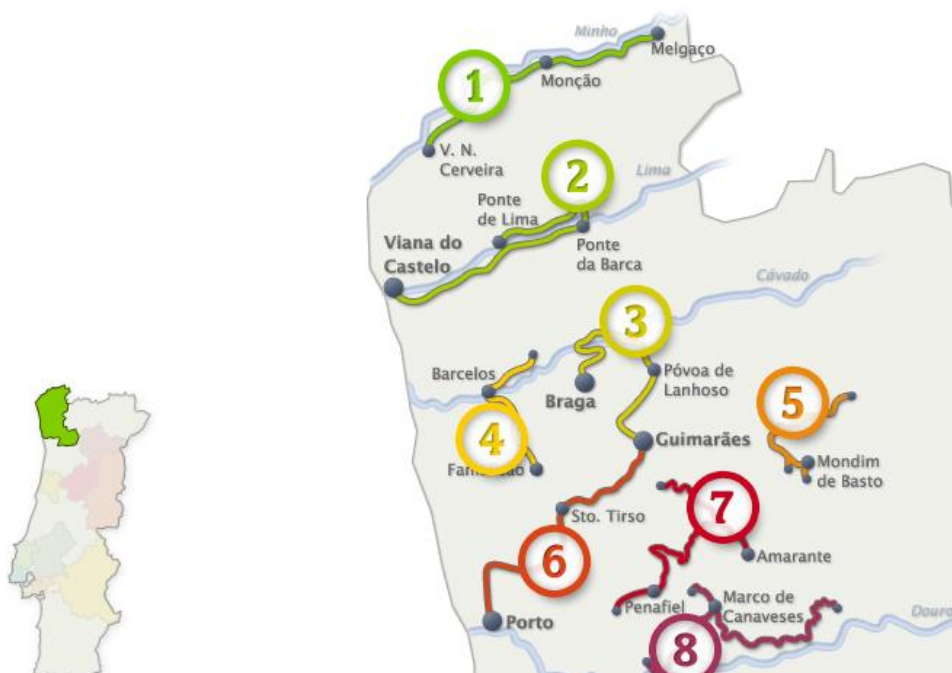 Minho
Melgaço
1
Monção
V. N.
Cerveira
2
Lima
Ponte
de Lima
Viana do
Castelo
Ponte
da Barca
Cávado
3
Barcelos
Póvoa de
Lanhoso
Braga
5
4
Guimarães
Mondim
de Basto
7
Sto. Tirso
6
Amarante
Penafiel
Marco de
Canaveses
Douro
Porto
8